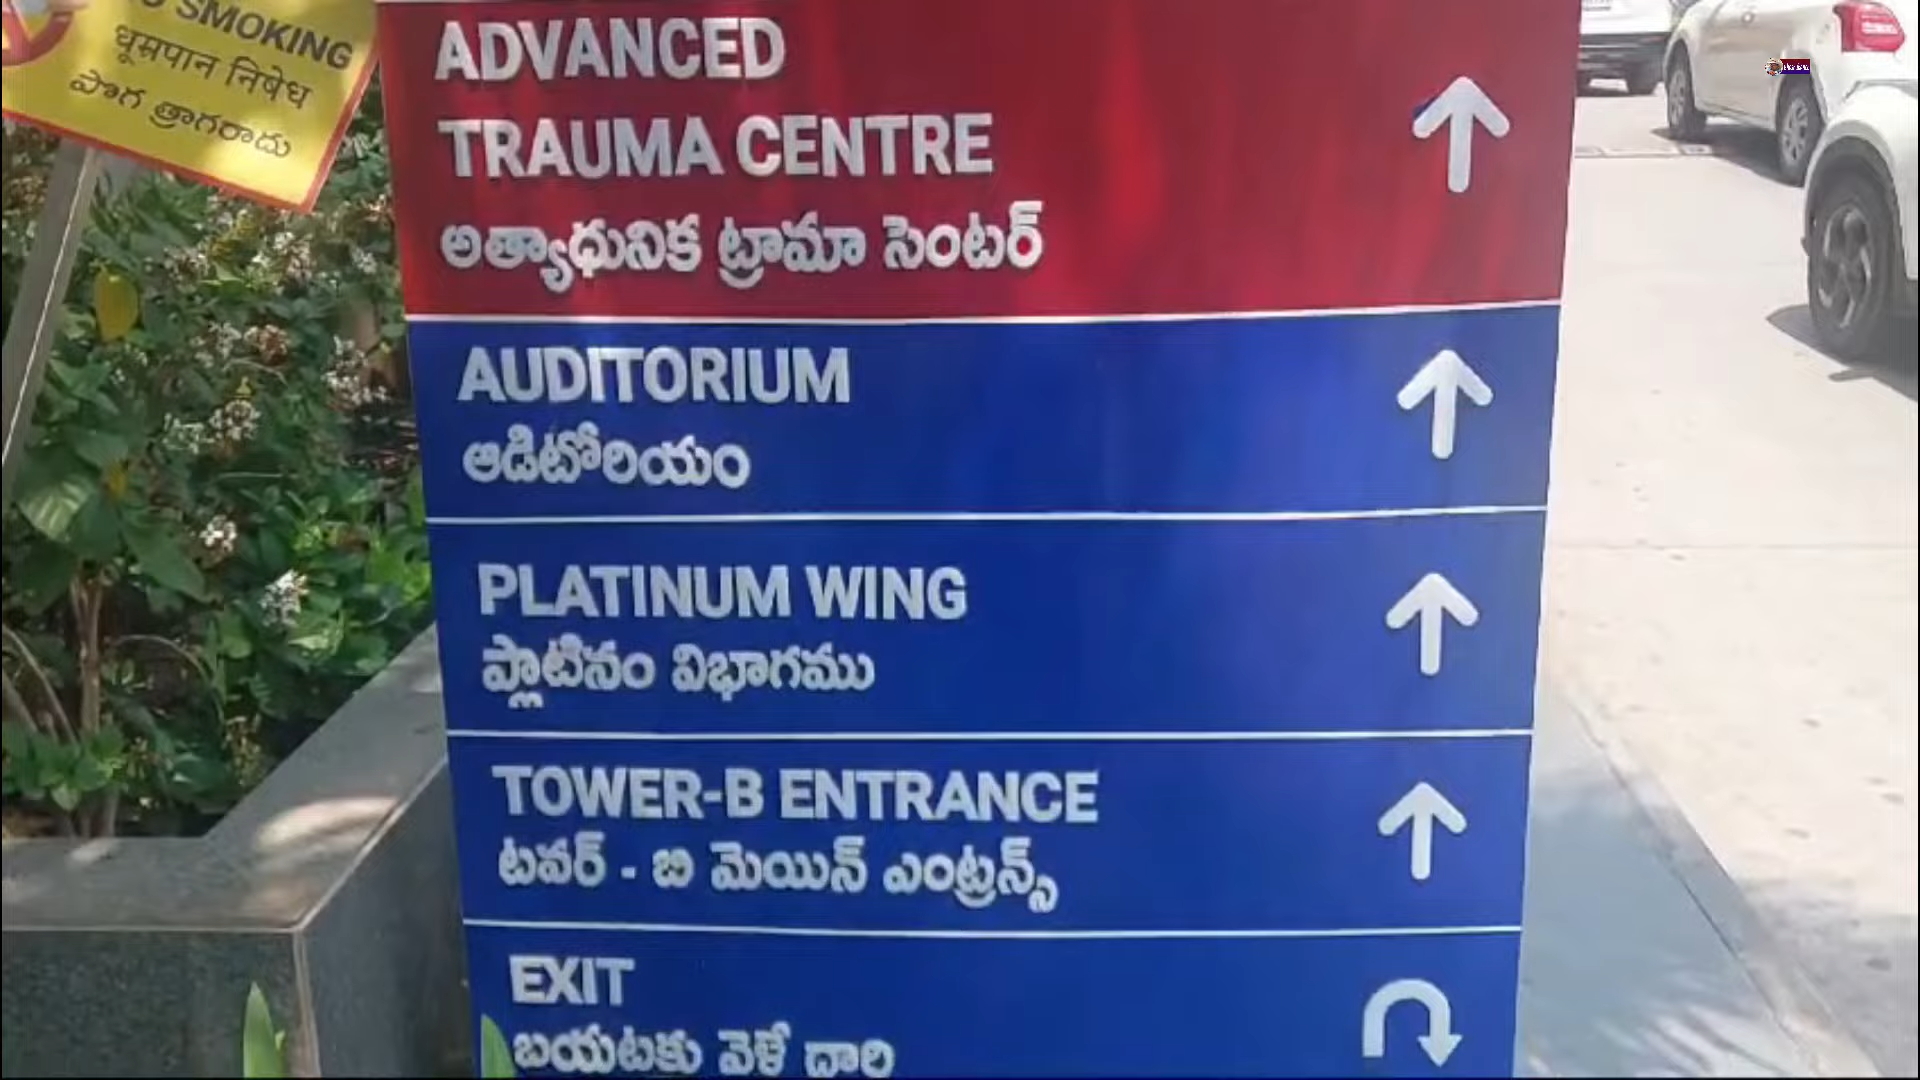 SMOKING
धूम्रपान निषेध
పొగ త్రాగరాదు
ADVANCED
TRAUMA CENTRE
అత్యాధునిక ట్రామా సెంటర్
AUDITORIUM
ఆడిటోరియం
PLATINUM WING
ప్లాటినం విభాగము
TOWER-B ENTRANCE
టవర్ - బి మెయిన్ ఎంట్రన్స్
EXIT
బయటకు వెళే దారి